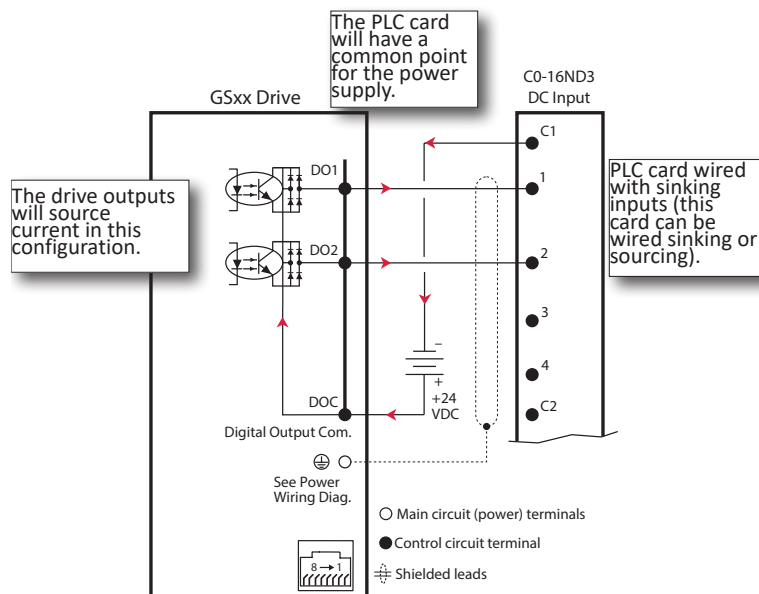 The PLC card
will have a
common point
for the power
supply.
C0-16ND3
DC Input
GSxx Drive
C1
DO1
1
The drive outputs
will source
current in this
configuration.
PLC card wired
with sinking
inputs (this
card can be
wired sinking or
sourcing).
DO2
2
3
–
4
+
+24
VDC
DOC
C2
Digital Output Com.
See Power
Wiring Diag.
Main circuit (power) terminals
Control circuit terminal
8 → 1
Shielded leads